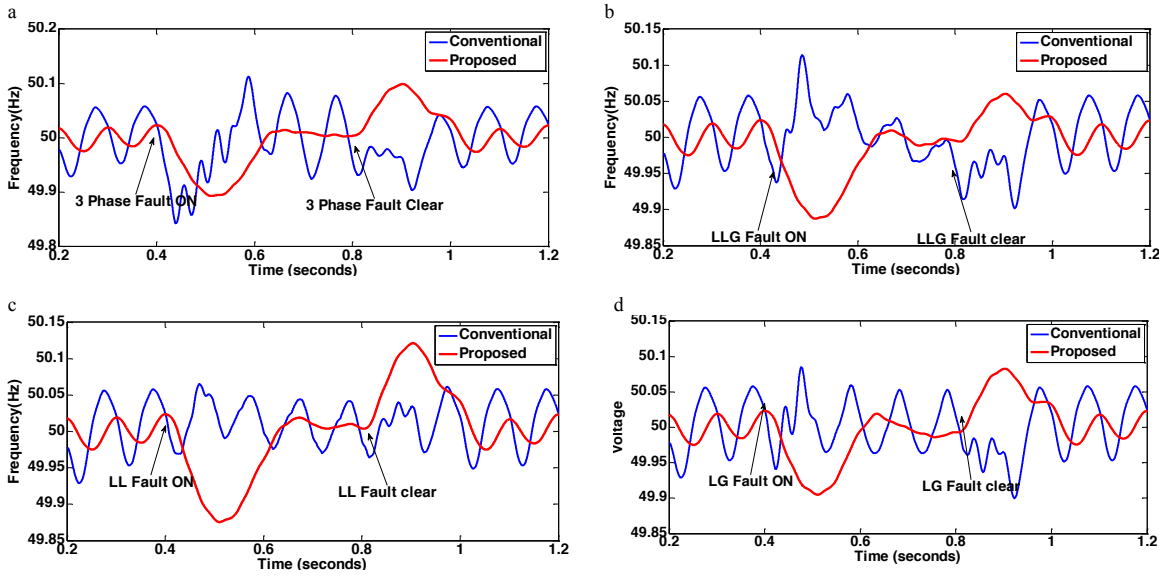 a
50.2
50.1
50
49.9
49.8
Frequency(Hz)
Conventional
Proposed
3 Phase Fault ON
3 Phase Fault Clear
0.2 0.4 0.6 0.8 1 1.2
Time (seconds)
b
50.15
50.1
50.05
50
49.95
49.9
49.85
Frequency(Hz)
Conventional
Proposed
LLG Fault ON
LLG Fault clear
0.2 0.4 0.6 0.8 1 1.2
Time (seconds)
c
50.15
50.1
50.05
50
49.95
49.9
49.85
Frequency(Hz)
Conventional
Proposed
LL Fault ON
LL Fault clear
0.2 0.4 0.6 0.8 1 1.2
Time (seconds)
d
50.15
50.1
50.05
50
49.95
49.9
49.85
Voltage
Conventional
Proposed
LG Fault ON
LG Fault clear
0.2 0.4 0.6 0.8 1 1.2
Time (seconds)